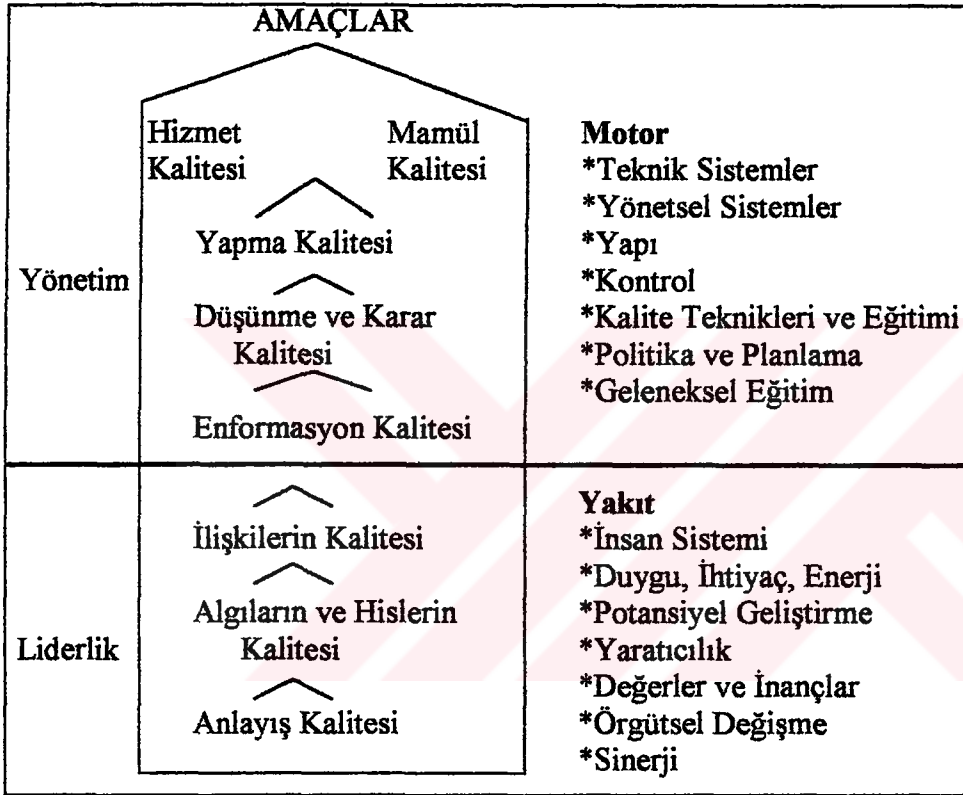 AMAÇLAR
Hizmet Kalitesi
Mamül Kalitesi
Yapma Kalitesi
Yönetim
Düşünme ve Karar
Kalitesi
Enformasyon Kalitesi
Motor
*Teknik Sistemler
*Yönetsel Sistemler
*Yapı
*Kontrol
*Kalite Teknikleri ve Eğitimi
*Politika ve Planlama
*Geleneksel Eğitim
İlişkilerin Kalitesi
Algıların ve Hislerin
Kalitesi
Liderlik
Anlayış Kalitesi
Yakıt
*İnsan Sistemi
*Duygu, İhtiyaç, Enerji
*Potansiyel Geliştirme
*Yaratıcılık
*Değerler ve İnançlar
*Örgütsel Değişme
*Sinerji